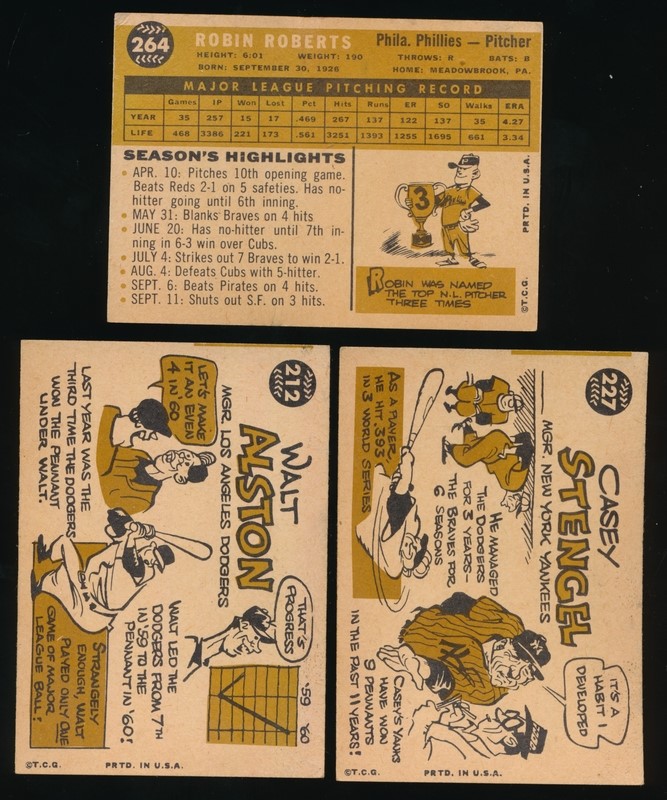 264
ROBIN ROBERTS
Phila. Phillies — Pitcher
HEIGHT: 6:01 WEIGHT: 190 THROWS: R BATS: B
BORN: SEPTEMBER 30, 1926 HOME: MEADOWBROOK, PA.
MAJOR LEAGUE PITCHING RECORD
Games IP Won Lost Pct Hits Runs ER SO Walks ERA
YEAR 35 257 15 17 .469 267 137 122 137 35 4.27
LIFE 468 3386 221 173 .561 3251 1393 1255 1695 661 3.34
SEASON'S HIGHLIGHTS
• APR. 10: Pitches 10th opening game.
Beats Reds 2-1 on 5 safeties. Has no-
hitter going until 6th inning.
• MAY 31: Blanks Braves on 4 hits
• JUNE 20: Has no-hitter until 7th in-
ning in 6-3 win over Cubs.
• JULY 4: Strikes out 7 Braves to win 2-1.
• AUG. 4: Defeats Cubs with 5-hitter.
• SEPT. 6: Beats Pirates on 4 hits.
• SEPT. 11: Shuts out S.F. on 3 hits.
3
ROBIN WAS NAMED
THE TOP N.L. PITCHER
THREE TIMES
©T.C.G. PRTD. IN U.S.A.
212
WALT
ALSTON
MGR. LOS ANGELES DODGERS
LET'S MAKE
IT AN EVEN
4 IN '60
LAST YEAR WAS THE
THIRD TIME THE DODGERS
WON THE PENNANT
UNDER WALT.
THAT'S
PROGRESS
'59 '60
WALT LED THE
DODGERS FROM 7TH
IN '59 TO THE
PENNANT IN '60!
STRANGELY
ENOUGH, WALT
PLAYED ONLY ONE
GAME OF MAJOR
LEAGUE BALL!
©T.C.G. PRTD. IN U.S.A.
227
CASEY
STENGEL
MGR. NEW YORK YANKEES
AS A PLAYER,
HE HIT .393
IN 3 WORLD SERIES
HE MANAGED
THE DODGERS
FOR 3 YEARS—
THE BRAVES FOR
6 SEASONS
IT'S A
HABIT I
DEVELOPED
NY
CASEY'S YANKS
HAVE WON
9 PENNANTS
IN THE PAST 11 YEARS!
©T.C.G. PRTD. IN U.S.A.